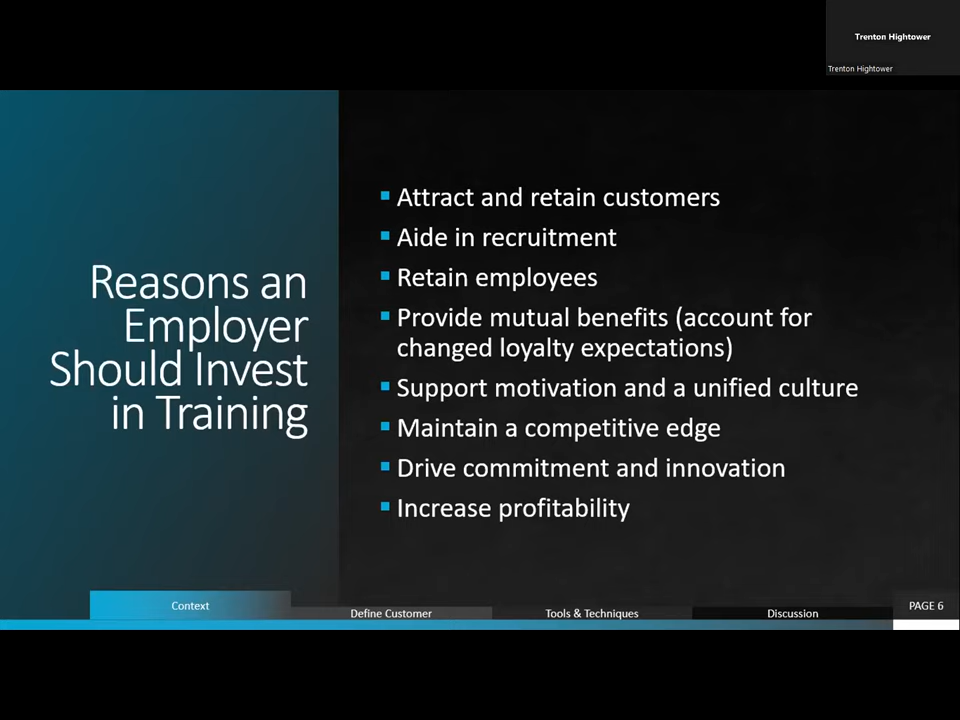 Trenton Hightower
Trenton Hightower
Reasons an
Employer
Should Invest
in Training
▪ Attract and retain customers
▪ Aide in recruitment
▪ Retain employees
▪ Provide mutual benefits (account for
changed loyalty expectations)
▪ Support motivation and a unified culture
▪ Maintain a competitive edge
▪ Drive commitment and innovation
▪ Increase profitability
Context
Define Customer
Tools & Techniques
Discussion
PAGE 6